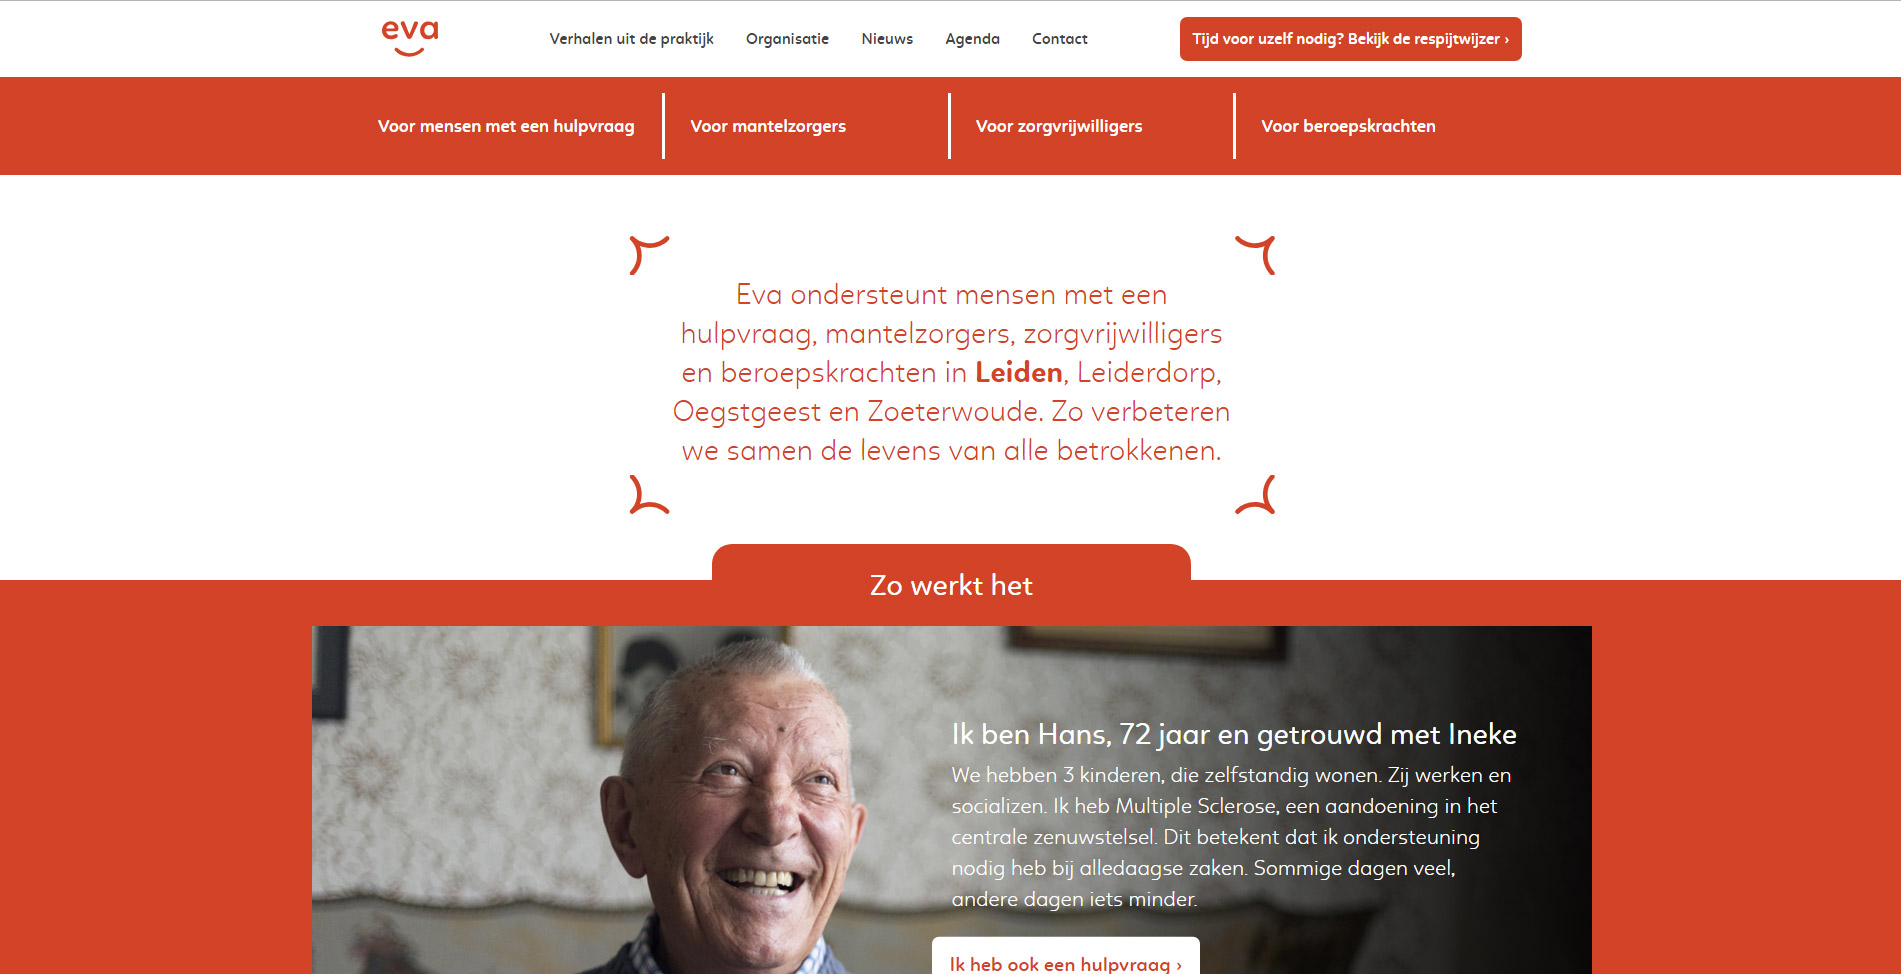 eva
Verhalen uit de praktijk
Organisatie
Nieuws
Agenda
Contact
Tijd voor uzelf nodig? Bekijk de respijtwijzer ›
Voor mensen met een hulpvraag
Voor mantelzorgers
Voor zorgvrijwilligers
Voor beroepskrachten
Eva ondersteunt mensen met een
hulpvraag, mantelzorgers, zorgvrijwilligers
en beroepskrachten in Leiden, Leiderdorp,
Oegstgeest en Zoeterwoude. Zo verbeteren
we samen de levens van alle betrokkenen.
Zo werkt het
Ik ben Hans, 72 jaar en getrouwd met Ineke
We hebben 3 kinderen, die zelfstandig wonen. Zij werken en
socializen. Ik heb Multiple Sclerose, een aandoening in het
centrale zenuwstelsel. Dit betekent dat ik ondersteuning
nodig heb bij alledaagse zaken. Sommige dagen veel,
andere dagen iets minder.
Ik heb ook een hulpvraag ›